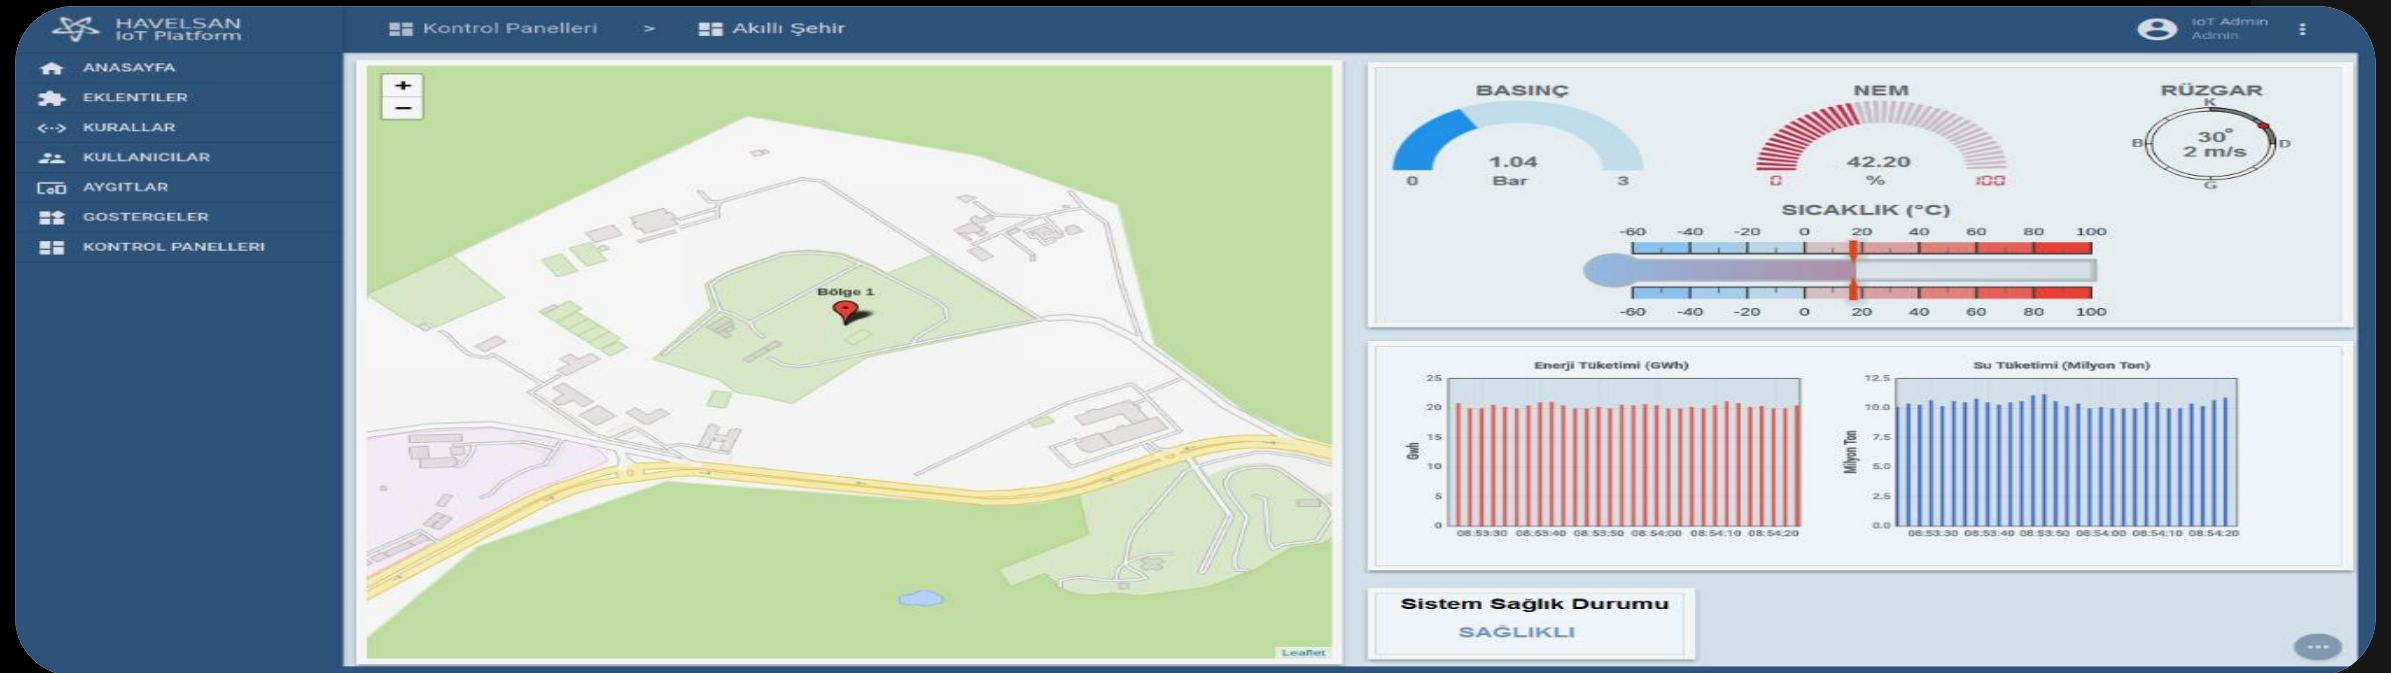 HAVELSAN
IoT Platform
Kontrol Panelleri > Akıllı Şehir
IoT Admin
Admin
ANASAYFA
EKLENTILER
KURALLAR
KULLANICILAR
AYGITLAR
GOSTERGELER
KONTROL PANELLERI
+
−
Bölge 1
Leaflet
BASINÇ
1.04
0 Bar 3
NEM
42.20
0 % 100
RÜZGAR
K
B 30° D
2 m/s
G
SICAKLIK (°C)
-60 -40 -20 0 20 40 60 80 100
-60 -40 -20 0 20 40 60 80 100
Enerji Tüketimi (GWh)
25
20
15
10
5
0
Gwh
08:53:30 08:53:40 08:53:50 08:54:00 08:54:10 08:54:20
Su Tüketimi (Milyon Ton)
12.5
10.0
7.5
5.0
2.5
0.0
Milyon Ton
08:53:30 08:53:40 08:53:50 08:54:00 08:54:10 08:54:20
Sistem Sağlık Durumu
SAĞLIKLI